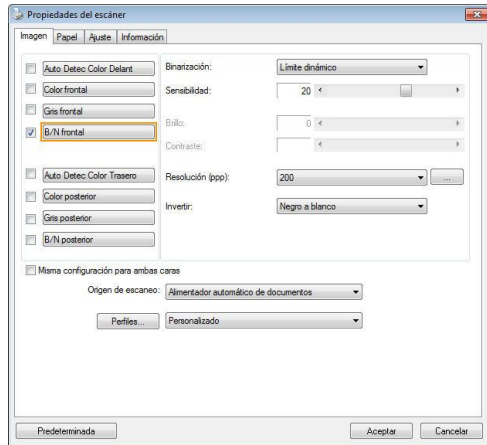 Propiedades del escáner
Imagen Papel Ajuste Información
Auto Detec Color Delant
Color frontal
Gris frontal
B/N frontal
Auto Detec Color Trasero
Color posterior
Gris posterior
B/N posterior
Binarización: Límite dinámico
Sensibilidad: 20
Brillo: 0
Contraste:
Resolución (ppp): 200 ...
Invertir: Negro a blanco
Misma configuración para ambas caras
Origen de escaneo: Alimentador automático de documentos
Perfiles... Personalizado
Predeterminada Aceptar Cancelar